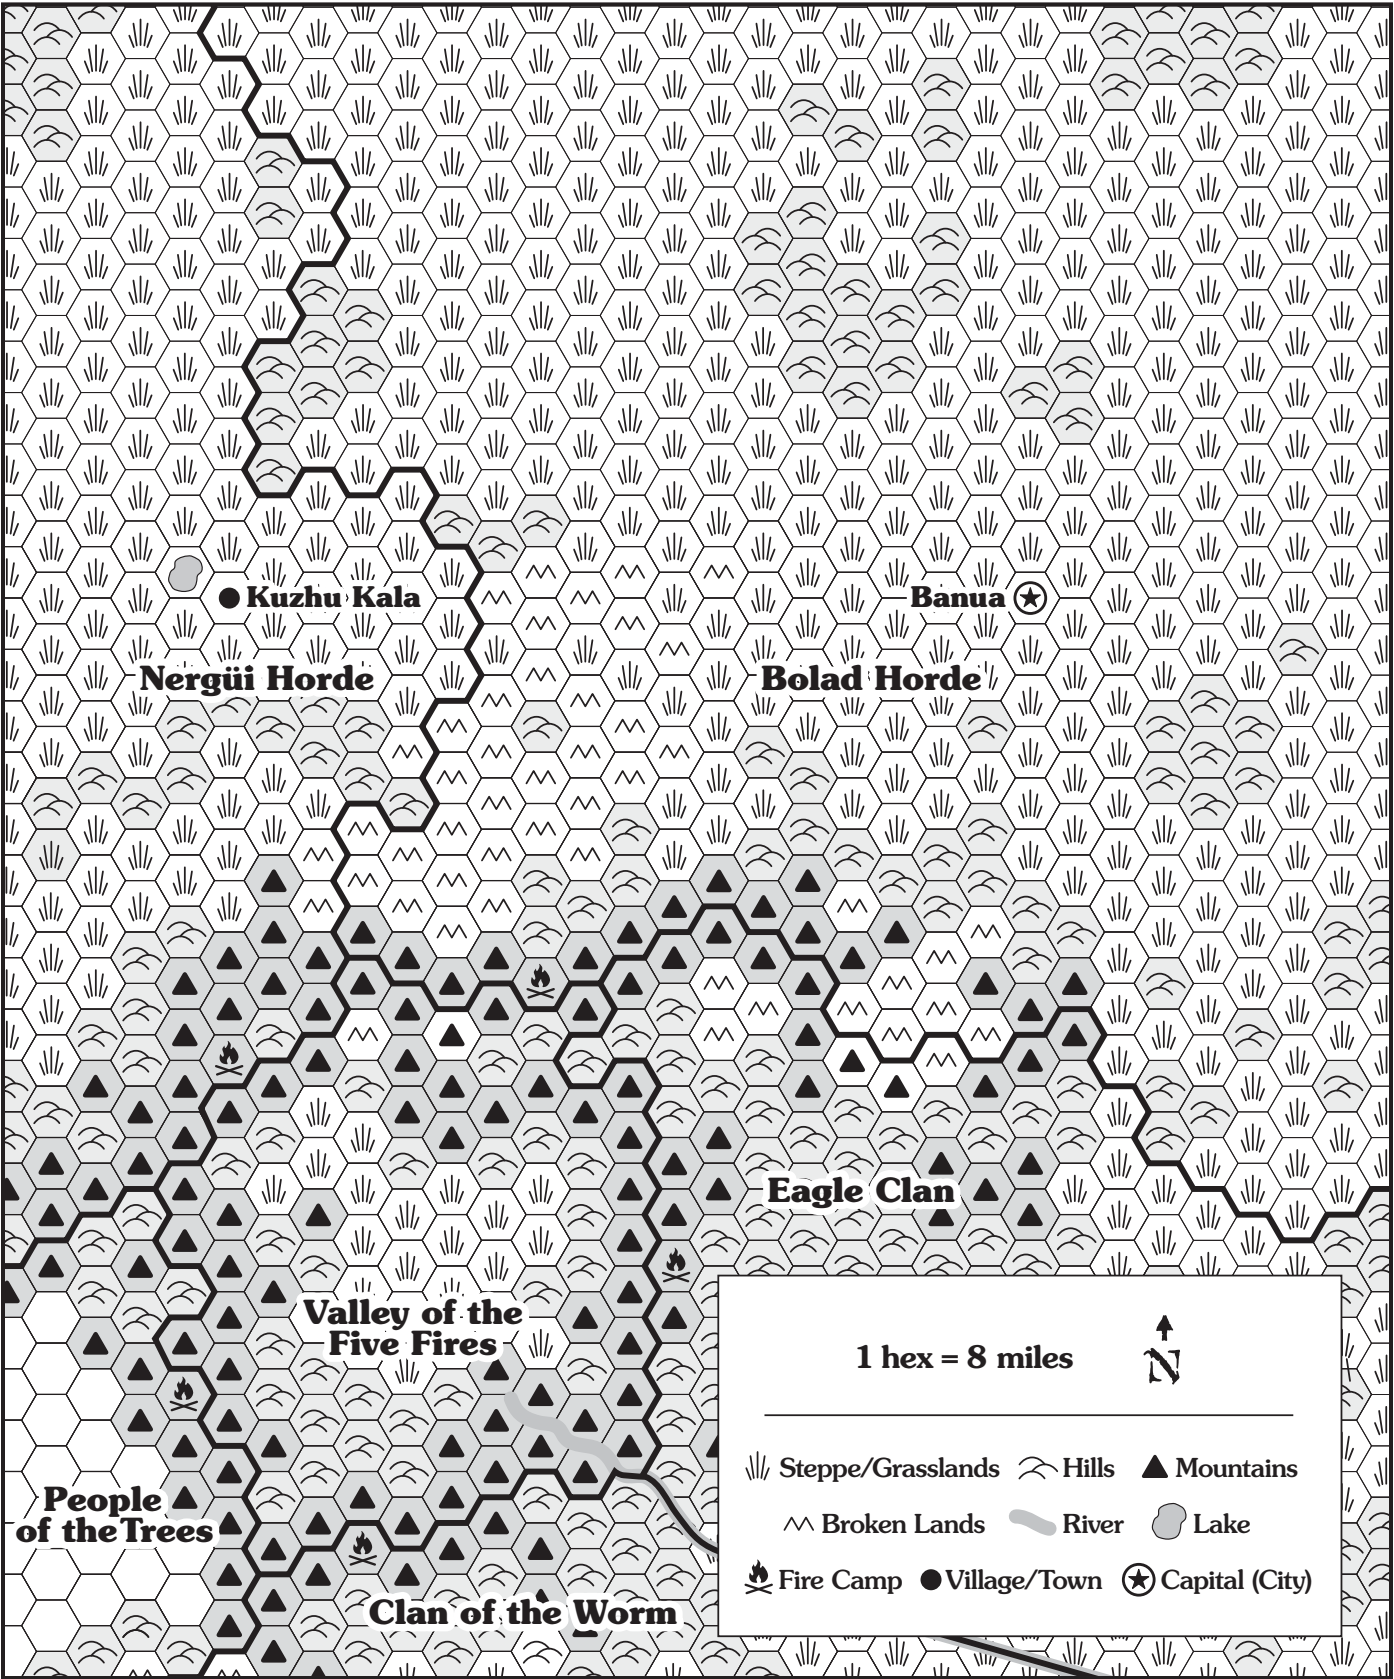 Kuzhu Kala
Banua
Nergüi Horde
Bolad Horde
Eagle Clan
Valley of the
Five Fires
1 hex = 8 miles
N
Steppe/Grasslands
Hills
Mountains
Broken Lands
River
Lake
Fire Camp
Village/Town
Capital (City)
People
of the Trees
Clan of the Worm